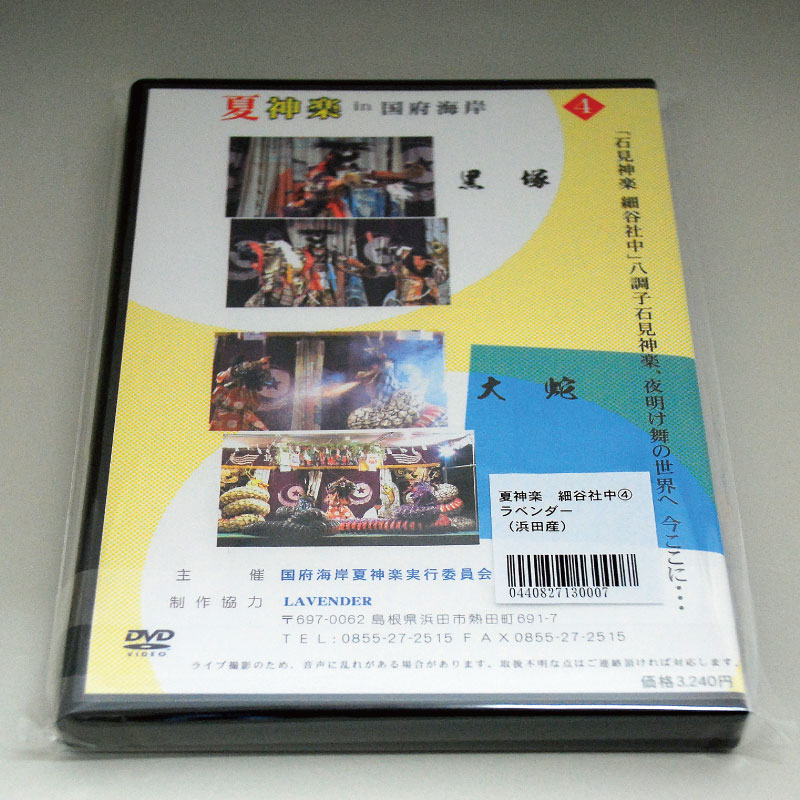 夏神楽 in 国府海岸
4
「石見神楽 細谷社中」八調子石見神楽、夜明け舞の世界へ 今ここに・・・
黒 塚
大 蛇
夏神楽 細谷社中④
ラベンダー
(浜田産)
0440827130007
主 催 国府海岸夏神楽実行委員会
制作協力 LAVENDER
〒697-0062 島根県浜田市熱田町691-7
TEL:0855-27-2515 FAX0855-27-2515
DVD
VIDEO
ライブ撮影のため、音声に乱れがある場合があります。取扱不明な点はご連絡頂ければ対応します。
価格3,240円